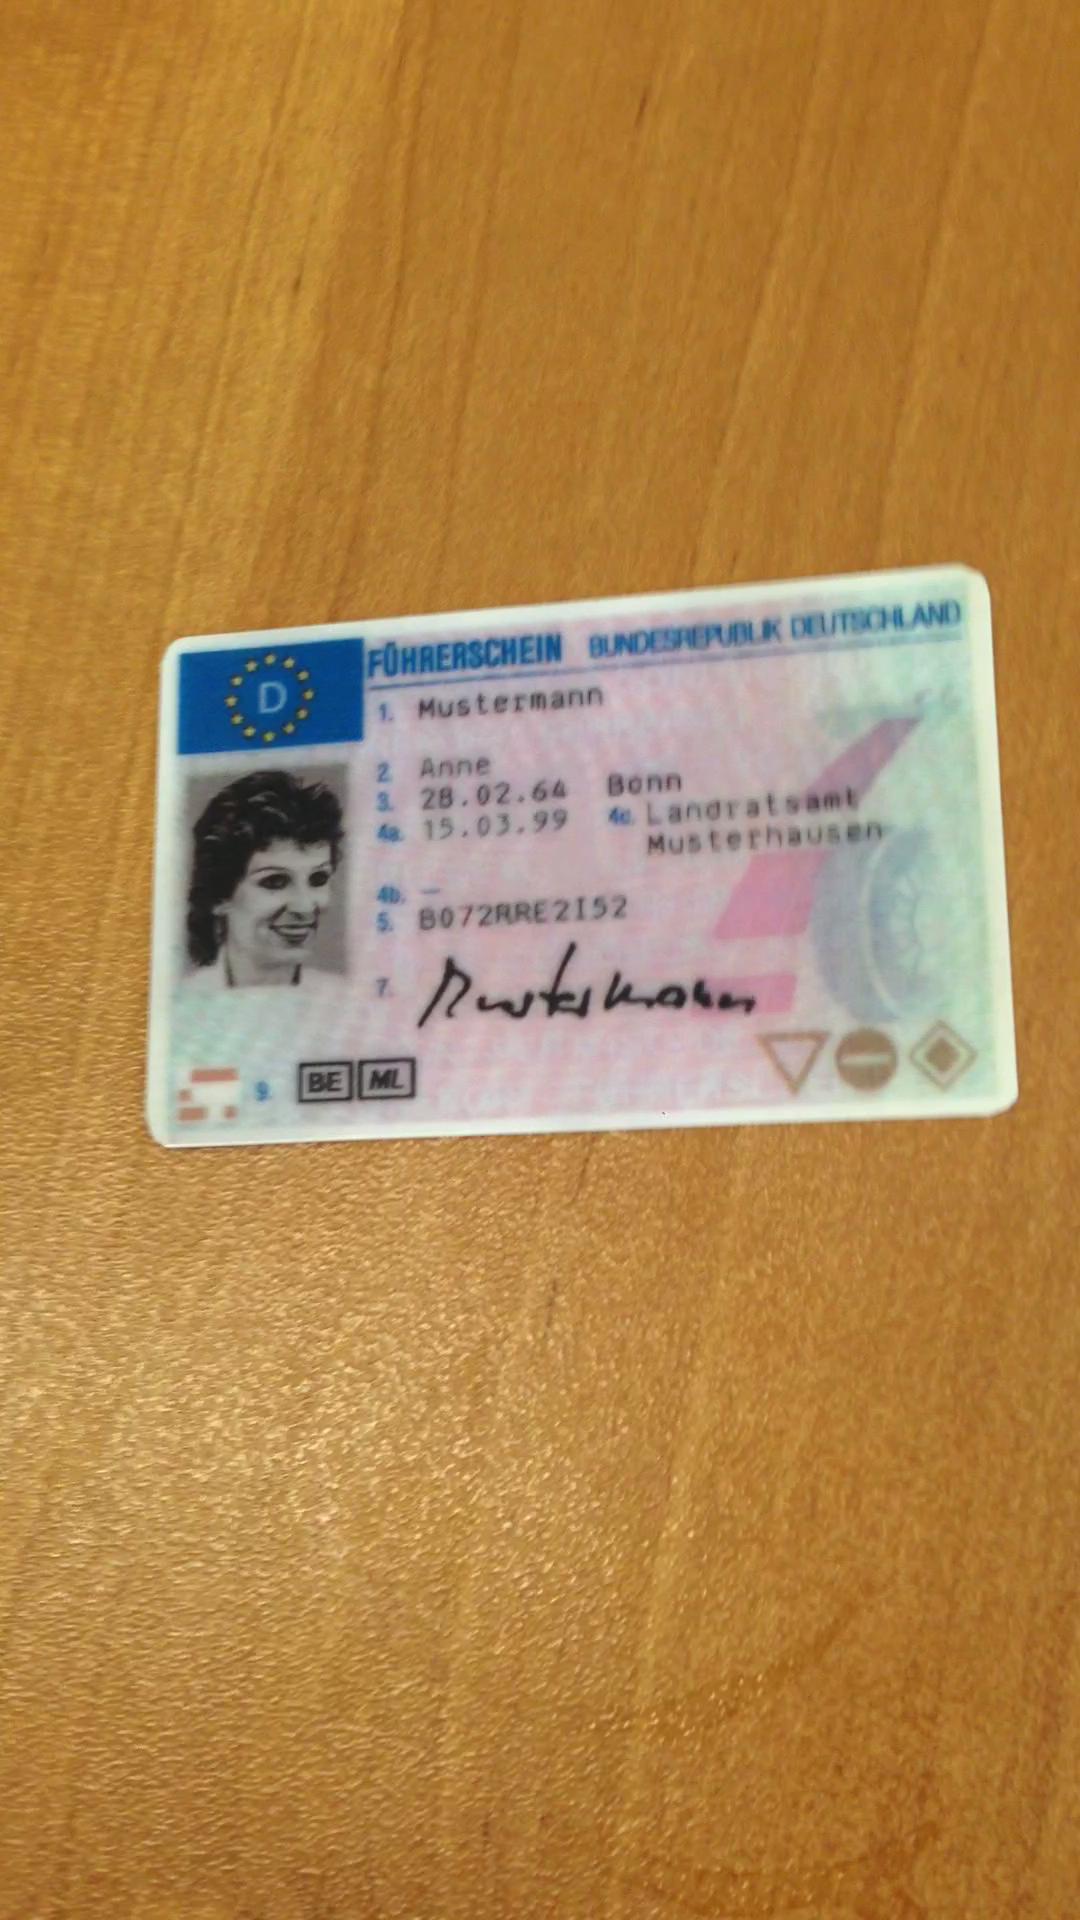 D
FÜHRERSCHEIN BUNDESREPUBLIK DEUTSCHLAND
1. Mustermann
2. Anne
3. 28.02.64 Bonn
4a. 15.03.99 4c. Landratsamt
Musterhausen
4b. —
5. B072RRE2I52
7. Mustermann
9. BE ML